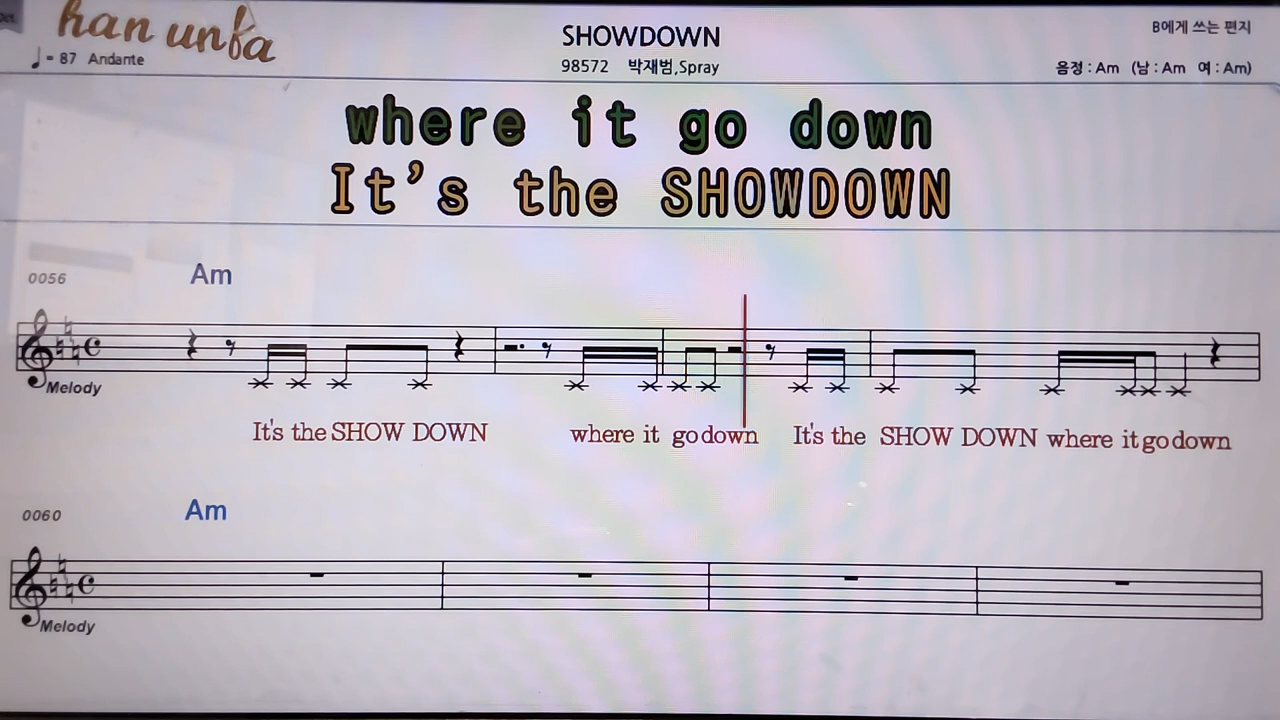 han unfa
♩= 87 Andante
SHOWDOWN
98572 박재범,Spray
B에게 쓰는 편지
음정 : Am (남 : Am 여 : Am)
where it go down
It's the SHOWDOWN
0056 Am
Melody
It's the SHOW DOWN where it go down It's the SHOW DOWN where it go down
0060 Am
Melody